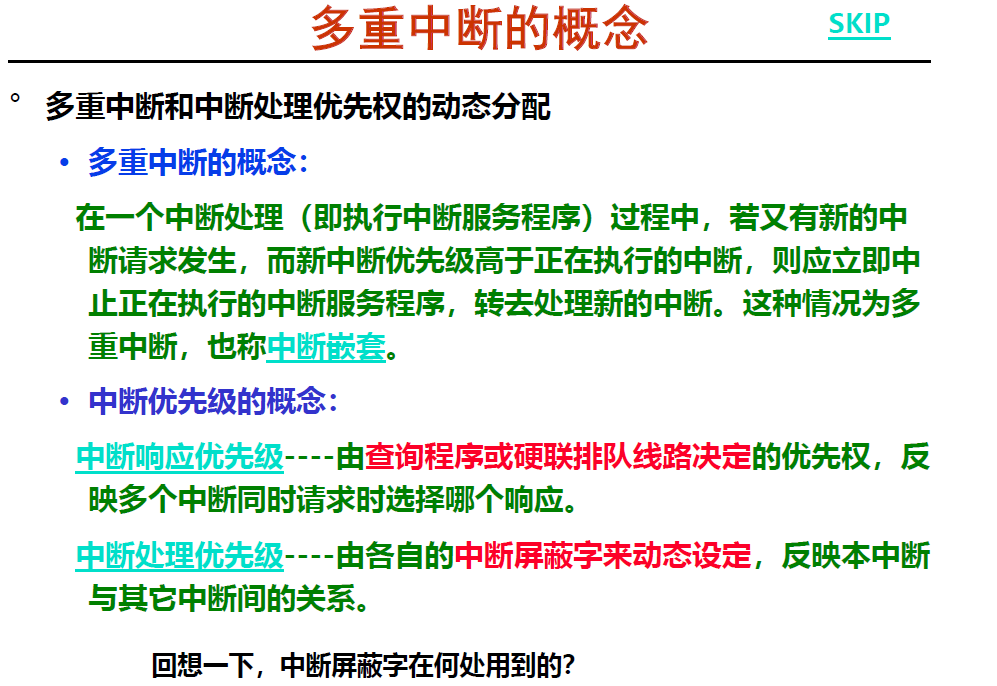 多重中断的概念
SKIP
° 多重中断和中断处理优先权的动态分配
• 多重中断的概念：
在一个中断处理（即执行中断服务程序）过程中，若又有新的中
断请求发生，而新中断优先级高于正在执行的中断，则应立即中
止正在执行的中断服务程序，转去处理新的中断。这种情况为多
重中断，也称中断嵌套。
• 中断优先级的概念：
中断响应优先级----由查询程序或硬联排队线路决定的优先权，反
映多个中断同时请求时选择哪个响应。
中断处理优先级----由各自的中断屏蔽字来动态设定，反映本中断
与其它中断间的关系。
回想一下，中断屏蔽字在何处用到的？